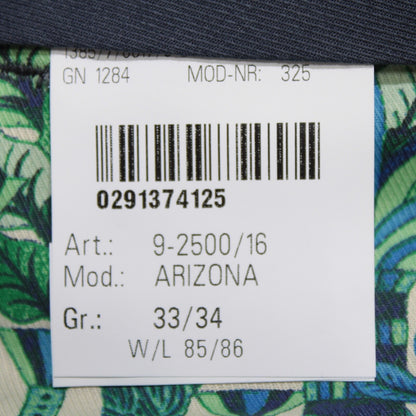 GN 1284 MOD-NR: 325
0291374125
Art.: 9-2500/16
Mod.: ARIZONA
Gr.: 33/34
W/L 85/86